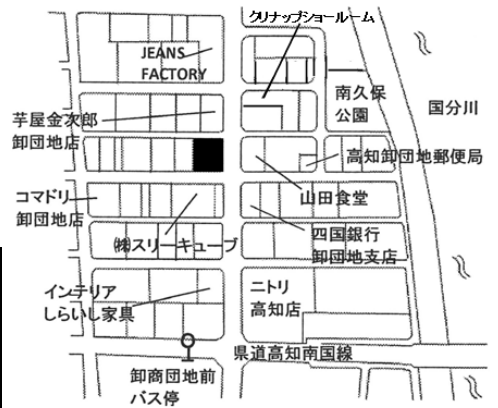 クリナップショールーム
JEANS
FACTORY
南久保
公園
国分川
芋屋金次郎
卸団地店
高知卸団地郵便局
コマドリ
卸団地店
山田食堂
㈱スリーキューブ
四国銀行
卸団地支店
インテリア
しらいし家具
ニトリ
高知店
県道高知南国線
卸商団地前
バス停